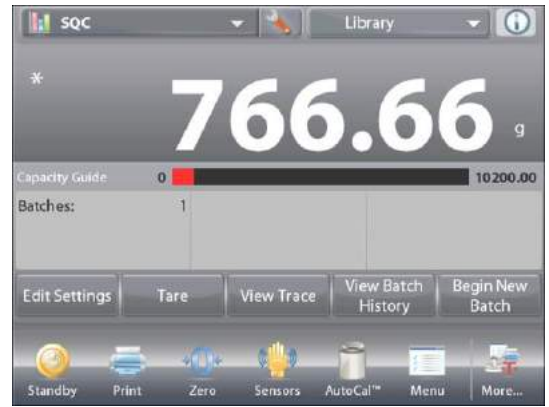 SQC Library
*
766.66 g
Capacity Guide 0 10200.00
Batches: 1
Edit Settings Tare View Trace View Batch History Begin New Batch
Standby Print Zero Sensors AutoCal™ Menu More...